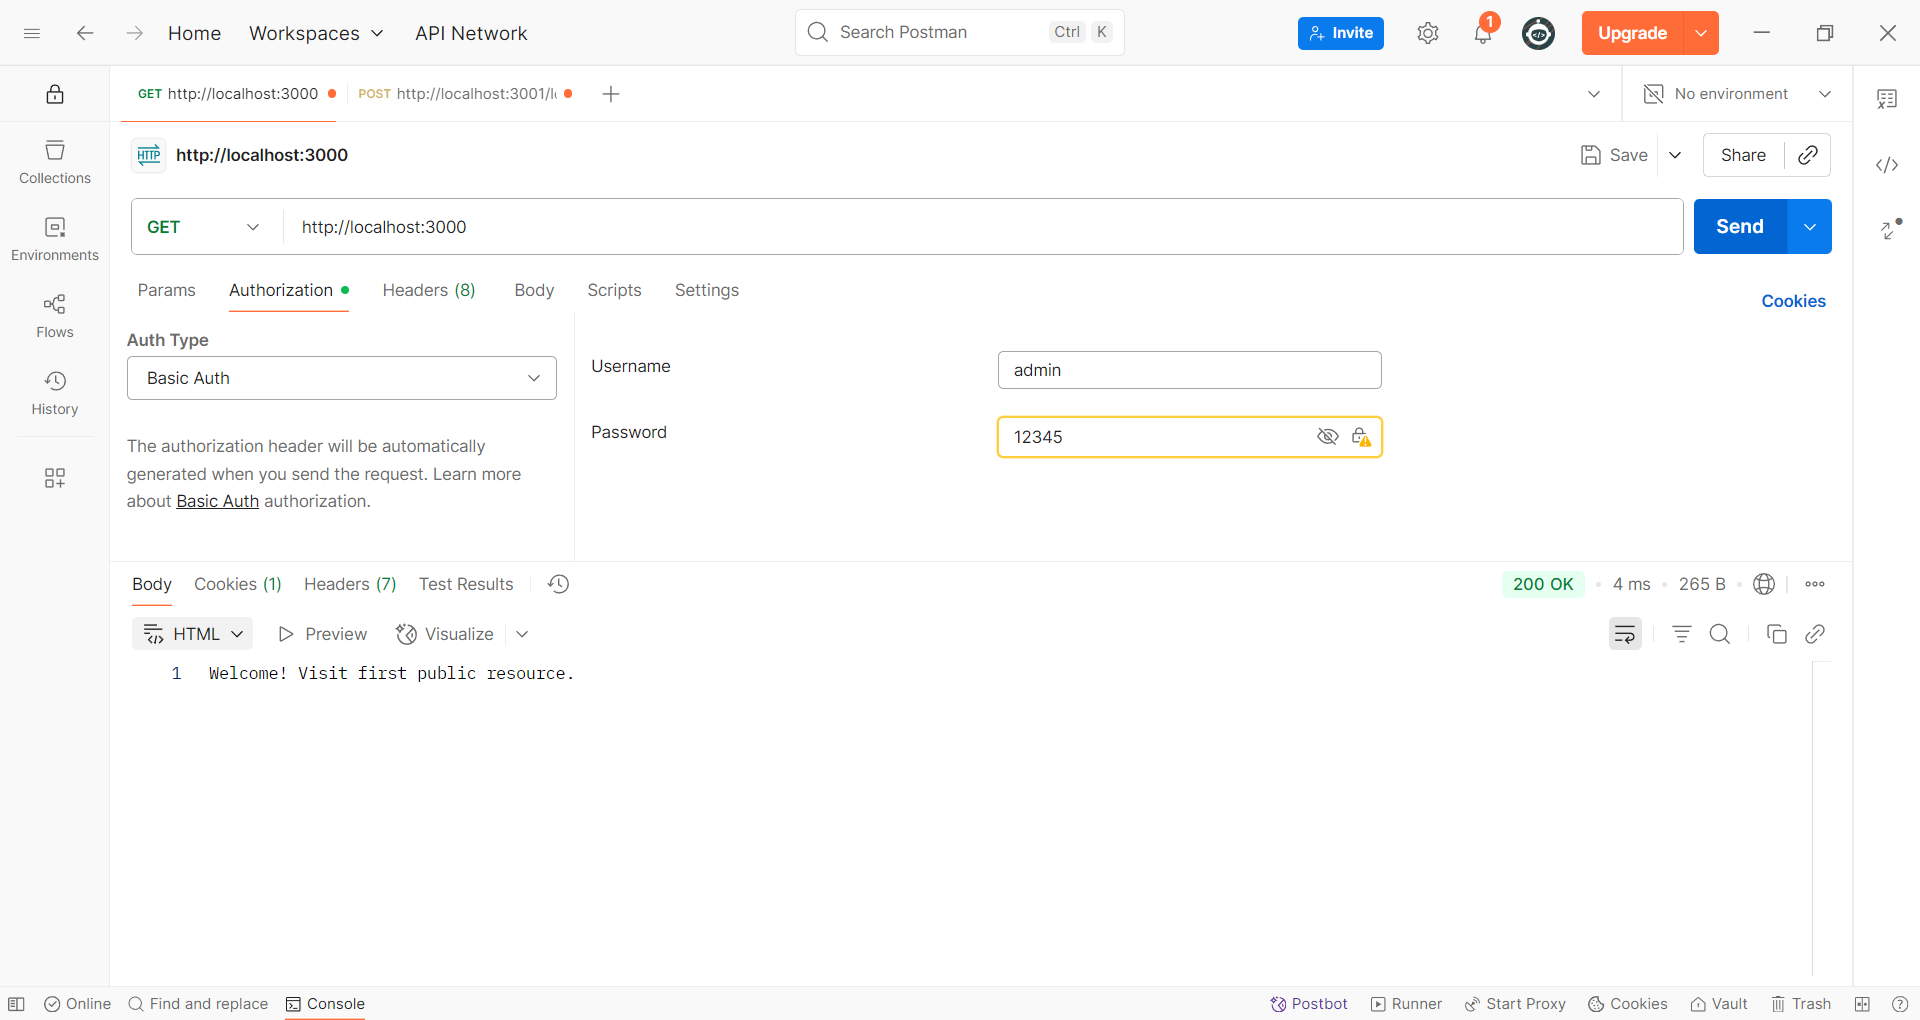 Home Workspaces API Network Search Postman Ctrl K Invite 1 Upgrade
GET http://localhost:3000 POST http://localhost:3001/l No environment
HTTP http://localhost:3000 Save Share
GET http://localhost:3000 Send
Params Authorization Headers (8) Body Scripts Settings Cookies
Auth Type
Basic Auth
The authorization header will be automatically
generated when you send the request. Learn more
about Basic Auth authorization.
Username admin
Password 12345
Collections
Environments
Flows
History
Body Cookies (1) Headers (7) Test Results 200 OK • 4 ms • 265 B •
HTML Preview Visualize
1 Welcome! Visit first public resource.
Online Find and replace Console Postbot Runner Start Proxy Cookies Vault Trash